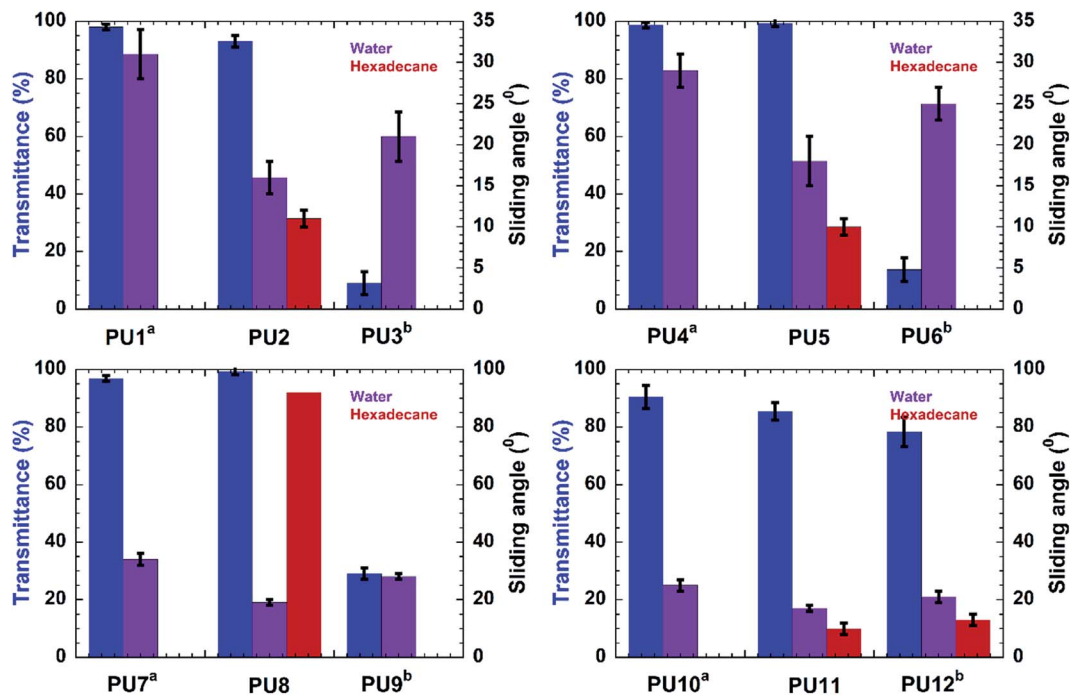 100
80
60
40
20
0
Transmittance (%)
Water
Hexadecane
35
30
25
20
15
10
5
0
Sliding angle (⁰)
PU1ᵃ PU2 PU3ᵇ
100
80
60
40
20
0
Transmittance (%)
Water
Hexadecane
35
30
25
20
15
10
5
0
Sliding angle (⁰)
PU4ᵃ PU5 PU6ᵇ
100
80
60
40
20
0
Transmittance (%)
Water
Hexadecane
100
80
60
40
20
0
Sliding angle (⁰)
PU7ᵃ PU8 PU9ᵇ
100
80
60
40
20
0
Transmittance (%)
Water
Hexadecane
100
80
60
40
20
0
Sliding angle (⁰)
PU10ᵃ PU11 PU12ᵇ